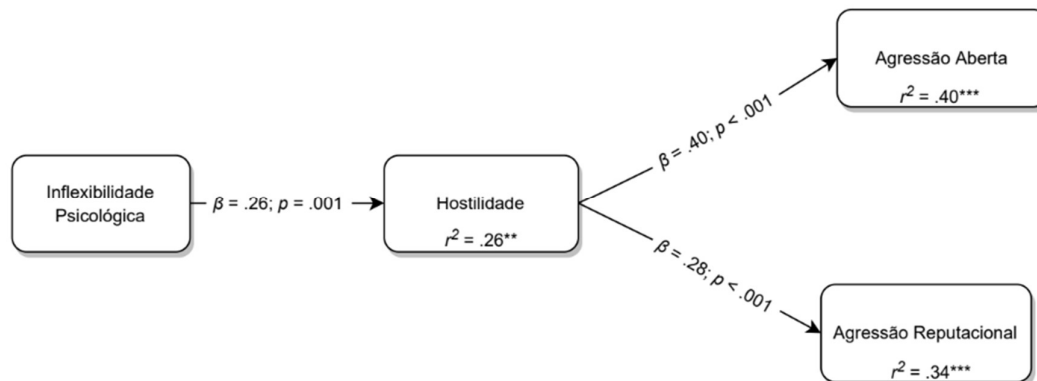 Inflexibilidade
Psicológica
β = .26; p = .001
Hostilidade
r² = .26**
β = .40; p < .001
Agressão Aberta
r² = .40***
β = .28; p < .001
Agressão Reputacional
r² = .34***